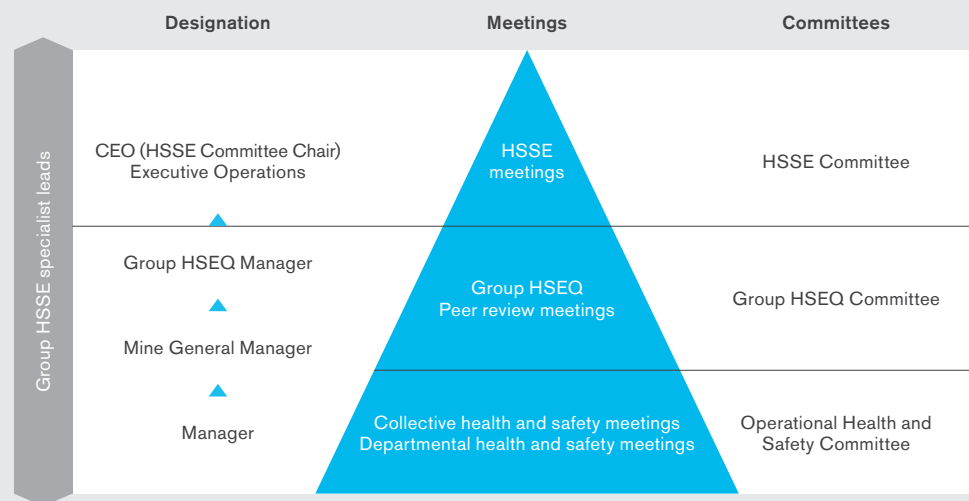 Designation
Meetings
Committees
Group HSSE specialist leads
CEO (HSSE Committee Chair)
Executive Operations
HSSE
meetings
HSSE Committee
Group HSEQ Manager
Mine General Manager
Group HSEQ
Peer review meetings
Group HSEQ Committee
Manager
Collective health and safety meetings
Departmental health and safety meetings
Operational Health and
Safety Committee